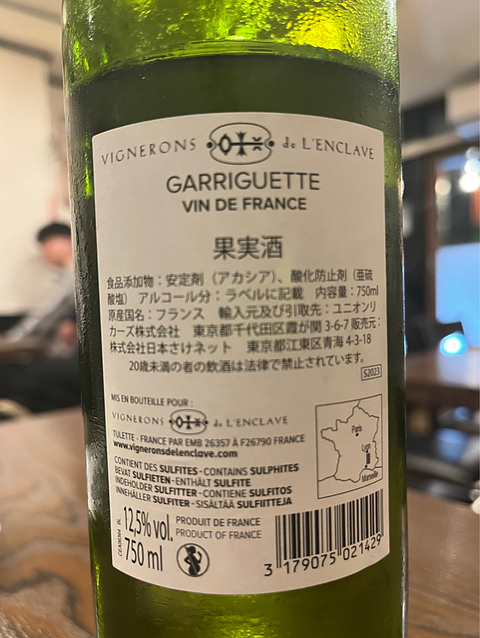 VIGNERONS de L'ENCLAVE
GARRIGUETTE
VIN DE FRANCE
果実酒
食品添加物：安定剤（アカシア）、酸化防止剤（亜硫
酸塩） アルコール分：ラベルに記載 内容量：750ml
原産国名：フランス 輸入元及び引取先：ユニオンリ
カーズ株式会社 東京都千代田区霞が関 3-6-7 販売元：
株式会社日本さけネット 東京都江東区青海 4-3-18
20歳未満の者の飲酒は法律で禁止されています。
S2023
MIS EN BOUTEILLE POUR :
VIGNERONS de L'ENCLAVE
TULETTE - FRANCE PAR EMB 26357 À F26790 FRANCE
www.vigneronsdelenclave.com
Paris
Lyon
Marseille
CONTIENT DES SULFITES - CONTAINS SULPHITES
BEVAT SULFIETEN - ENTHÄLT SULFITE
INDEHOLDER SULFITTER - CONTIENE SULFITOS
INNEHÅLLER SULFITER - SISÄLTÄÄ SULFIITTEJA
12,5% vol.
750 ml
PRODUIT DE FRANCE
PRODUCT OF FRANCE
3 179075 021429